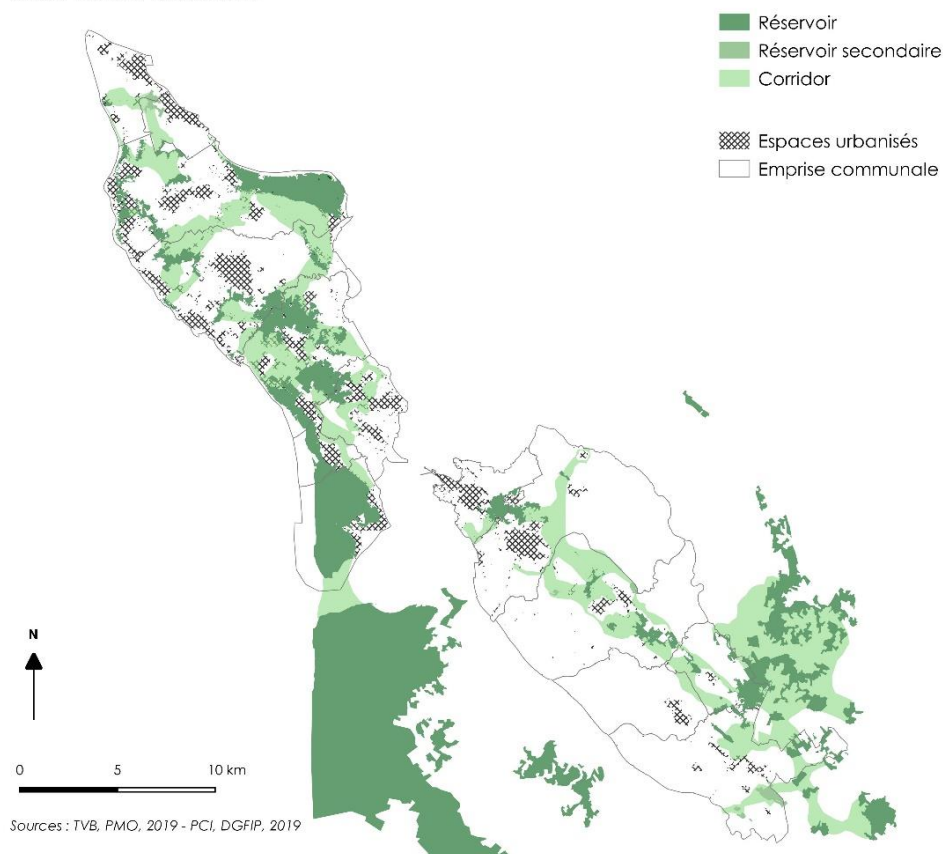 Réservoir
Réservoir secondaire
Corridor
Espaces urbanisés
Emprise communale
N
0 5 10 km
Sources : TVB, PMO, 2019 - PCI, DGFIP, 2019